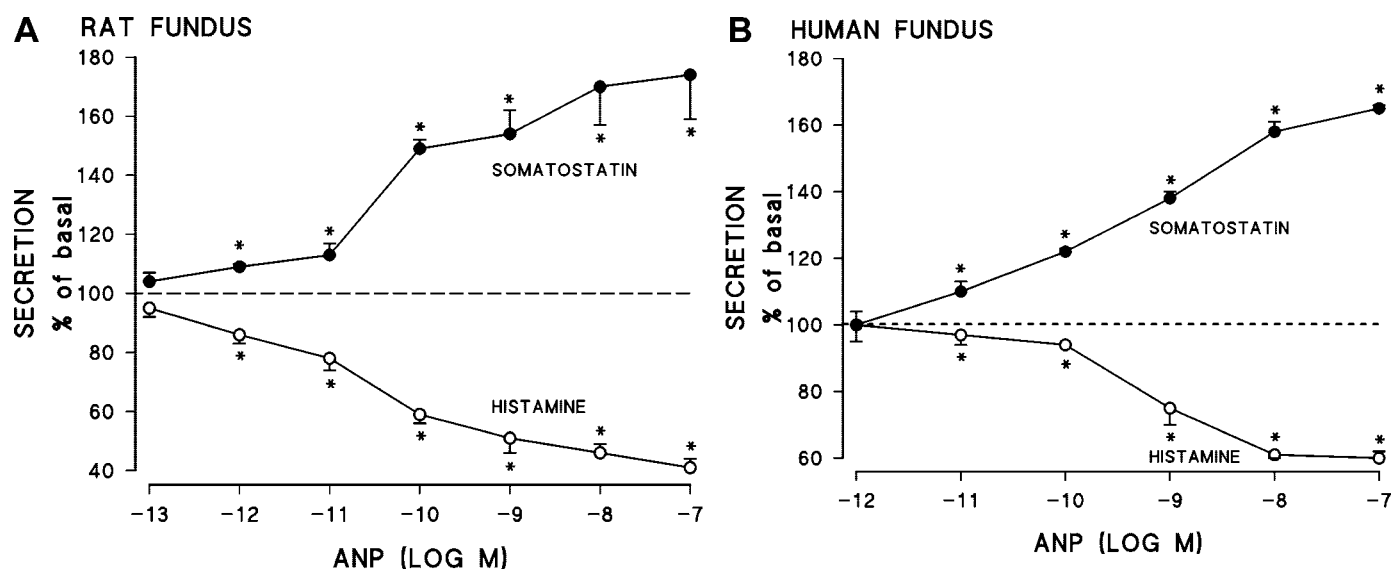 A RAT FUNDUS
SECRETION
% of basal
180
160
140
120
100
80
60
40
*
*
*
*
*
*
SOMATOSTATIN
HISTAMINE
*
*
*
*
*
*
-13 -12 -11 -10 -9 -8 -7
ANP (LOG M)
B HUMAN FUNDUS
SECRETION
% of basal
180
160
140
120
100
80
60
*
*
*
*
*
SOMATOSTATIN
*
*
*
*
*
HISTAMINE
-12 -11 -10 -9 -8 -7
ANP (LOG M)